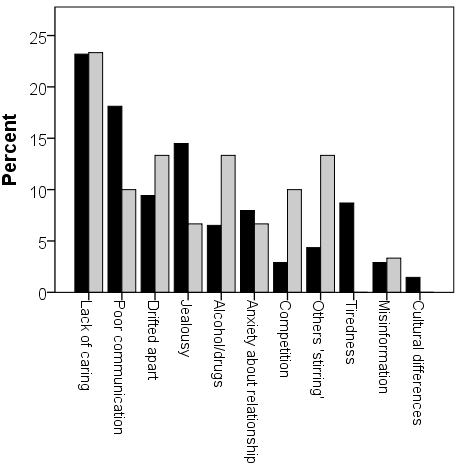 Percent
25
20
15
10
5
0
Lack of caring
Poor communication
Drifted apart
Jealousy
Alcohol/drugs
Anxiety about relationship
Competition
Others 'stirring'
Tiredness
Misinformation
Cultural differences